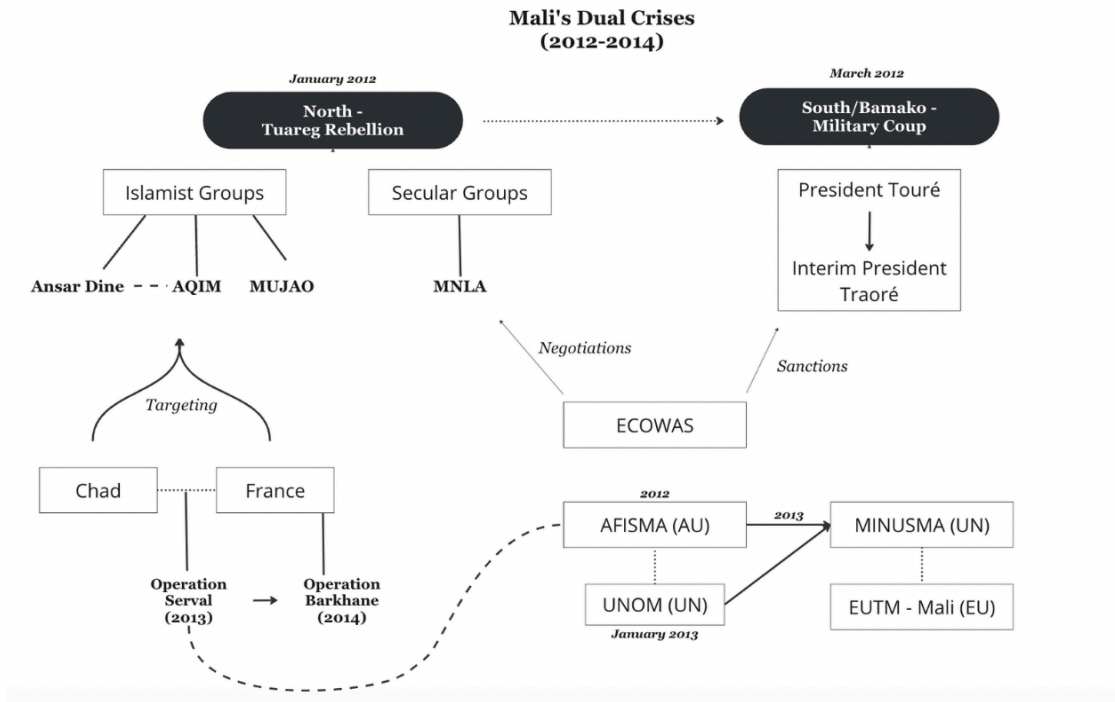 Mali's Dual Crises
(2012-2014)
January 2012
North -
Tuareg Rebellion
March 2012
South/Bamako -
Military Coup
Islamist Groups
Secular Groups
President Touré
Interim President
Traoré
Ansar Dine
AQIM
MUJAO
MNLA
Negotiations
Sanctions
Targeting
ECOWAS
Chad
France
2012
AFISMA (AU)
2013
MINUSMA (UN)
Operation
Serval
(2013)
Operation
Barkhane
(2014)
UNOM (UN)
January 2013
EUTM - Mali (EU)